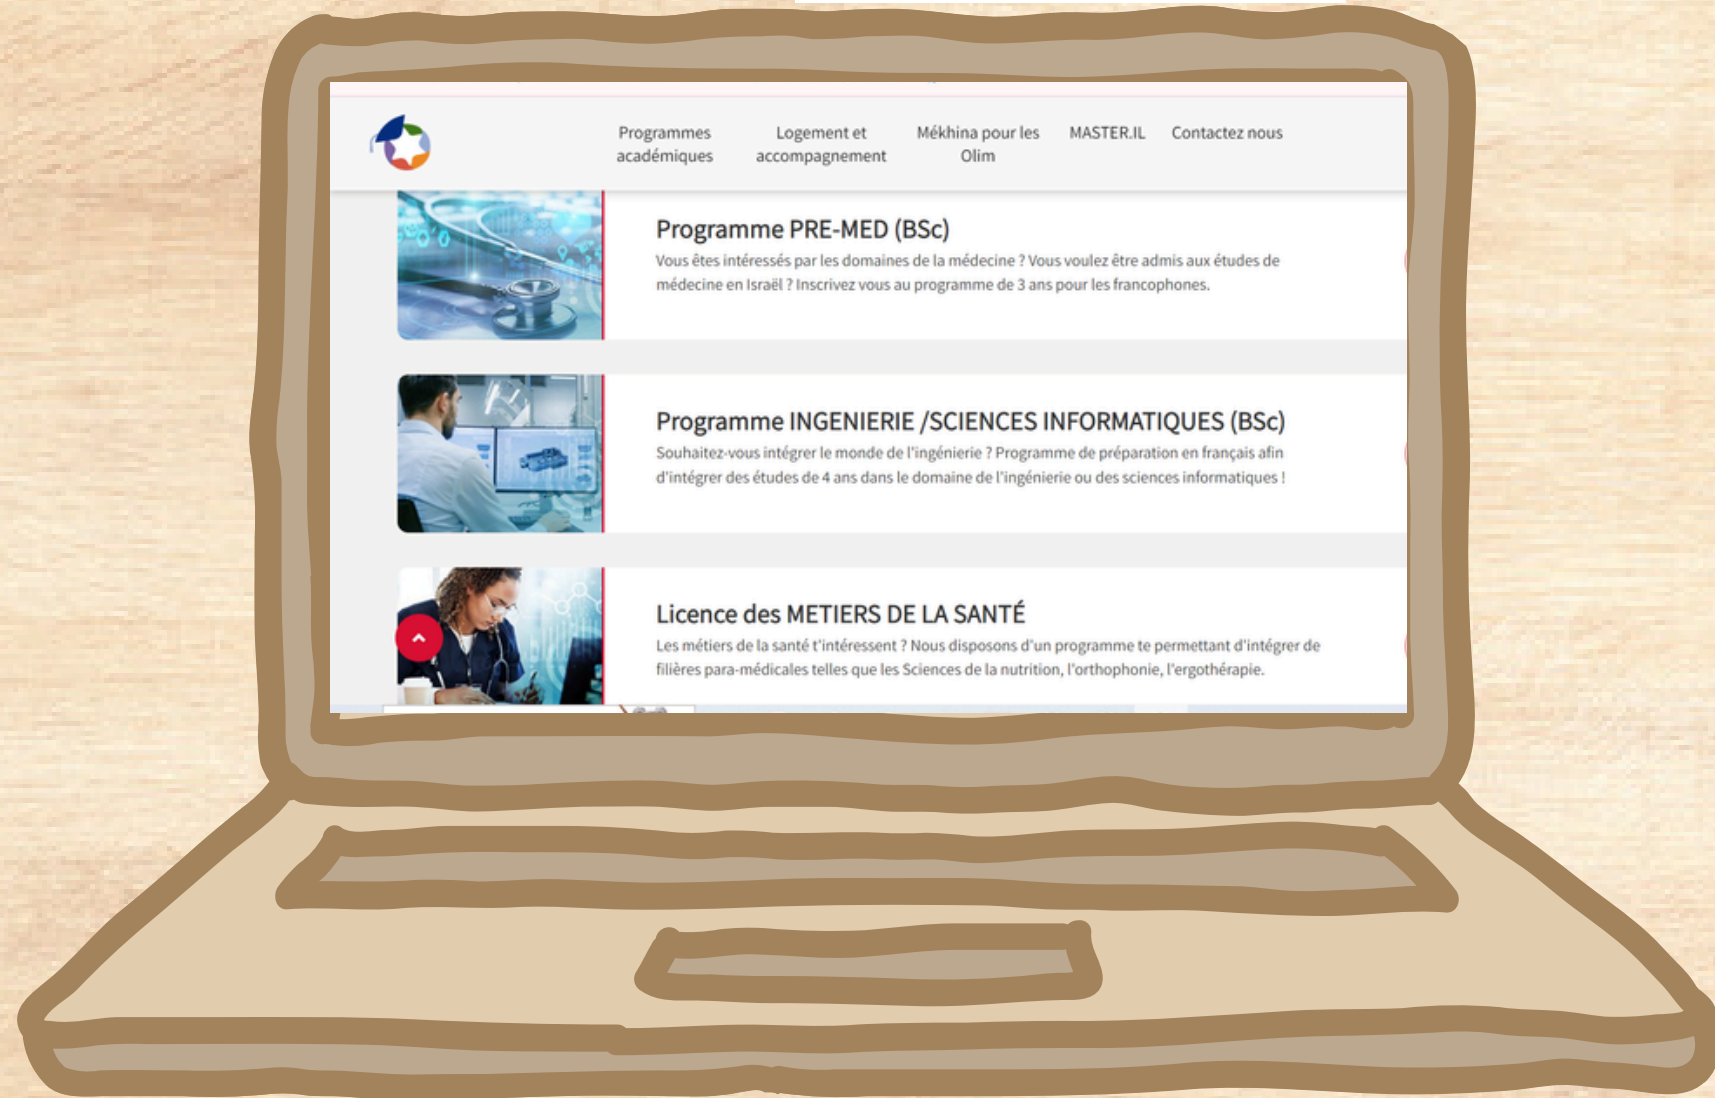 Programmes
académiques
Logement et
accompagnement
Mékhina pour les
Olim
MASTER.IL
Contactez nous
Programme PRE-MED (BSc)
Vous êtes intéressés par les domaines de la médecine ? Vous voulez être admis aux études de
médecine en Israël ? Inscrivez vous au programme de 3 ans pour les francophones.
Programme INGENIERIE /SCIENCES INFORMATIQUES (BSc)
Souhaitez-vous intégrer le monde de l'ingénierie ? Programme de préparation en français afin
d'intégrer des études de 4 ans dans le domaine de l'ingénierie ou des sciences informatiques !
Licence des METIERS DE LA SANTÉ
Les métiers de la santé t'intéressent ? Nous disposons d'un programme te permettant d'intégrer de
filières para-médicales telles que les Sciences de la nutrition, l'orthophonie, l'ergothérapie.